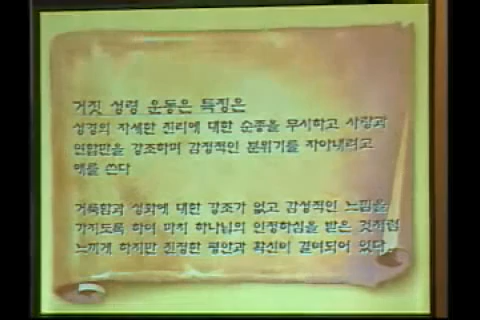 거짓 성령 운동은 특징은
성경의 자세한 진리에 대한 순종을 무시하고 사랑과
연합만을 강조하며 감정적인 분위기를 자아내려고
애를 쓴다
거룩함과 성화에 대한 강조가 없고 감성적인 느낌을
가지도록 하여 마치 하나님의 인정하심을 받은 것처럼
느끼게 하지만 진정한 평안과 확신이 결여되어 있다